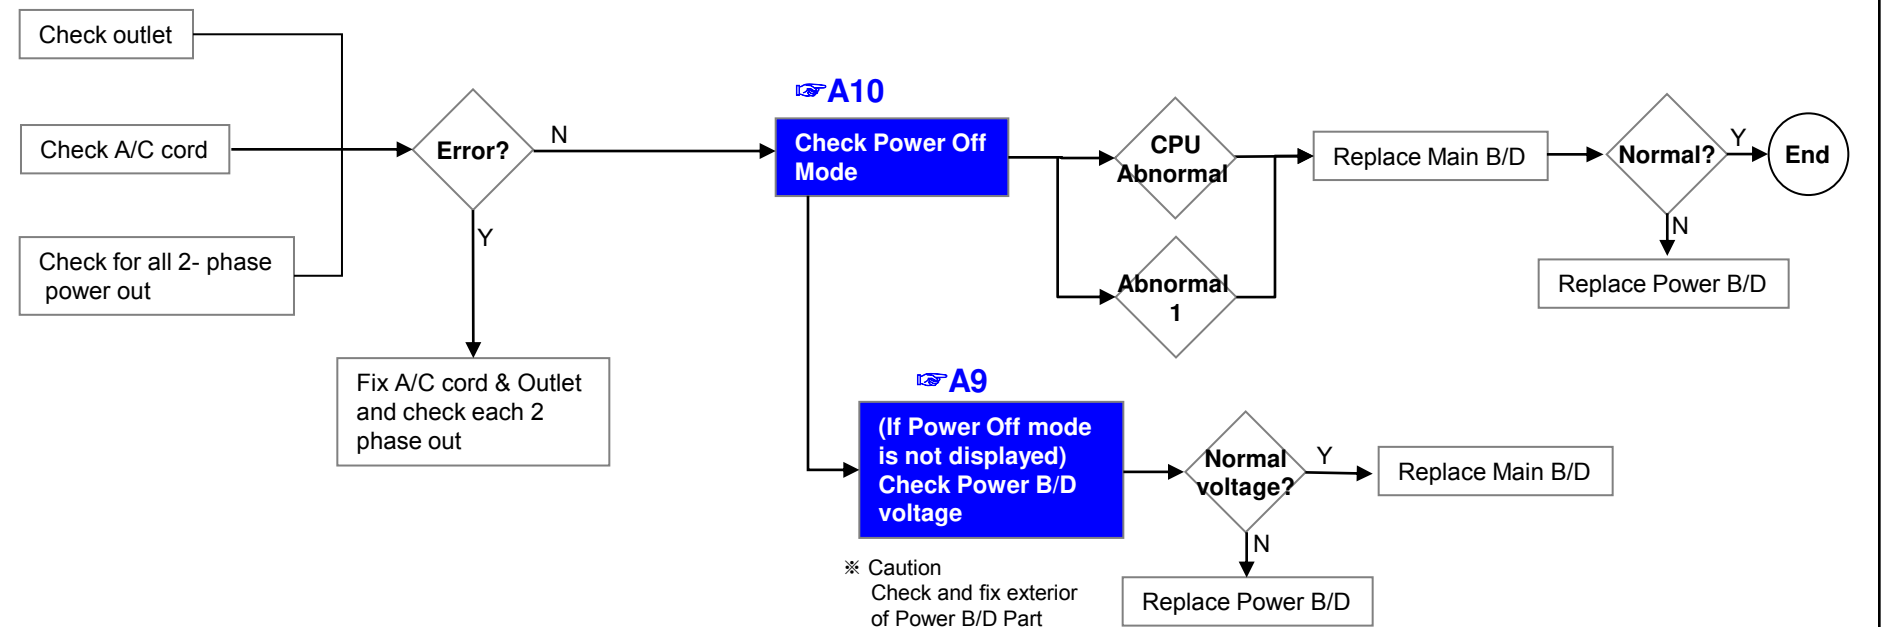 Check outlet
Check A/C cord
Check for all 2- phase
power out
Error?
N
Y
Fix A/C cord & Outlet
and check each 2
phase out
☞A10
Check Power Off
Mode
CPU
Abnormal
Abnormal
1
Replace Main B/D
Normal?
Y
End
N
Replace Power B/D
☞A9
(If Power Off mode
is not displayed)
Check Power B/D
voltage
Normal
voltage?
Y
Replace Main B/D
N
Replace Power B/D
※ Caution
Check and fix exterior
of Power B/D Part